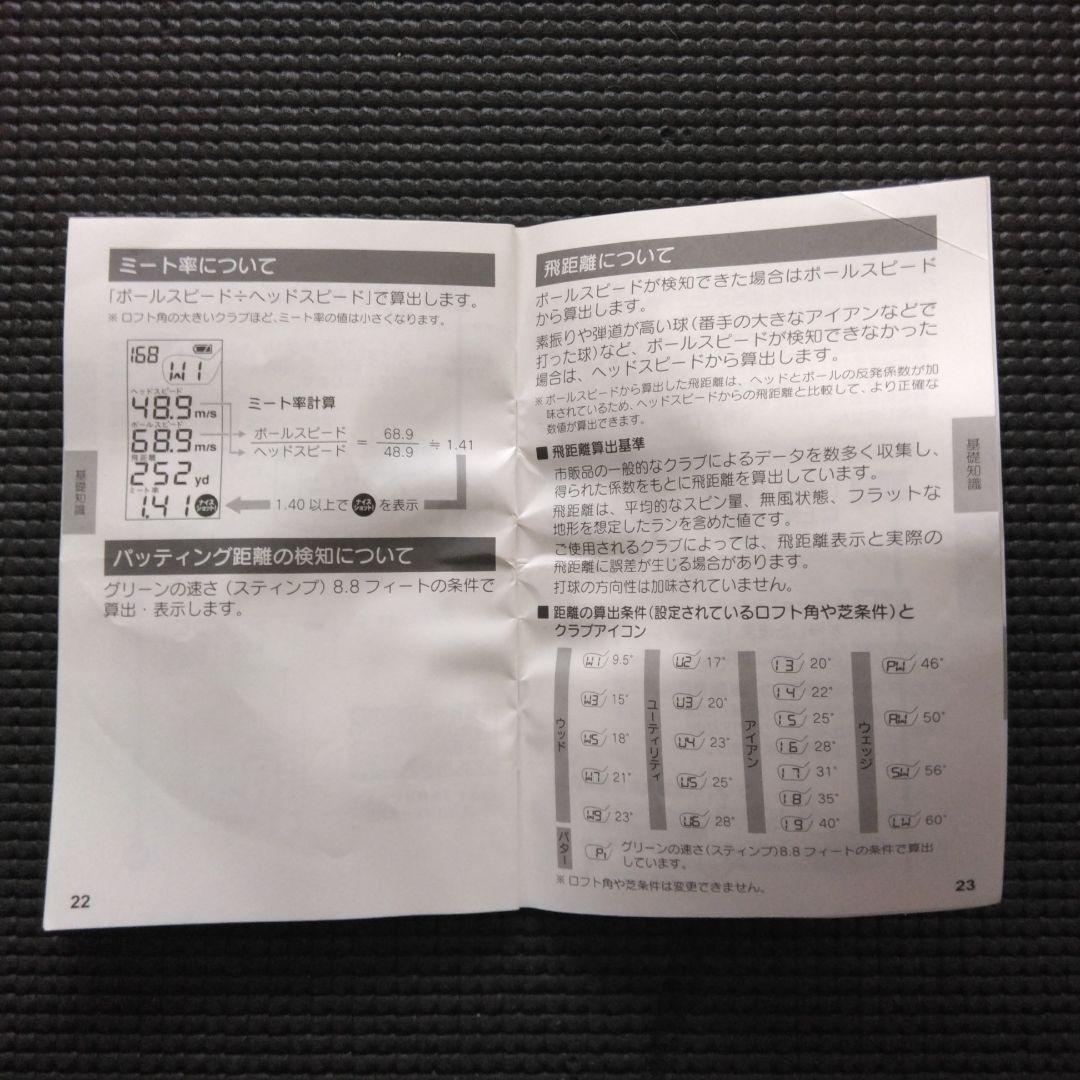 ミート率について
「ボールスピード÷ヘッドスピード」で算出します。
※ ロフト角の大きいクラブほど、ミート率の値は小さくなります。
168
W1
ヘッドスピード
48.9 m/s
ボールスピード
68.9 m/s
飛距離
252 yd
ミート率
1.41 ナイスショット!
ミート率計算
ボールスピード
ヘッドスピード
=
68.9
48.9
≒ 1.41
1.40 以上で ナイスショット! を表示
パッティング距離の検知について
グリーンの速さ（スティンプ）8.8 フィートの条件で
算出・表示します。
基礎知識
22
飛距離について
ボールスピードが検知できた場合はボールスピード
から算出します。
素振りや弾道が高い球（番手の大きなアイアンなどで
打った球）など、ボールスピードが検知できなかった
場合は、ヘッドスピードから算出します。
※ ボールスピードから算出した飛距離は、ヘッドとボールの反発係数が加
味されているため、ヘッドスピードからの飛距離と比較して、より正確な
数値が算出できます。
■ 飛距離算出基準
市販品の一般的なクラブによるデータを数多く収集し、
得られた係数をもとに飛距離を算出しています。
飛距離は、平均的なスピン量、無風状態、フラットな
地形を想定したランを含めた値です。
ご使用されるクラブによっては、飛距離表示と実際の
飛距離に誤差が生じる場合があります。
打球の方向性は加味されていません。
■ 距離の算出条件（設定されているロフト角や芝条件）と
クラブアイコン
ウッド
W1 9.5°
W3 15°
W5 18°
W7 21°
W9 23°
ユーティリティ
U2 17°
U3 20°
U4 23°
U5 25°
U6 28°
アイアン
I3 20°
I4 22°
I5 25°
I6 28°
I7 31°
I8 35°
I9 40°
ウェッジ
PW 46°
AW 50°
SW 56°
LW 60°
パター
Pt グリーンの速さ（スティンプ）8.8 フィートの条件で算出
しています。
※ ロフト角や芝条件は変更できません。
基礎知識
23